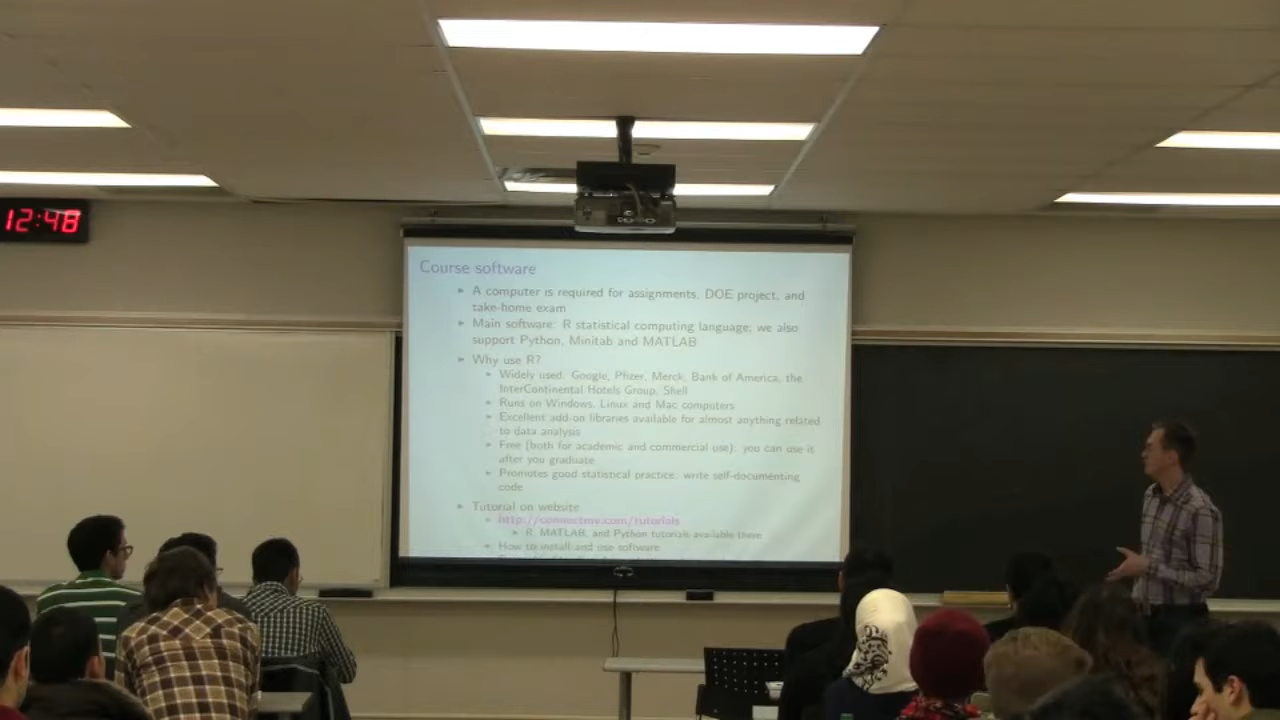 12:48
Course software
A computer is required for assignments, DOE project, and
take-home exam
Main software: R statistical computing language; we also
support Python, Minitab and MATLAB
Why use R?
Widely used: Google, Pfizer, Merck, Bank of America, the
InterContinental Hotels Group, Shell
Runs on Windows, Linux and Mac computers
Excellent add-on libraries available for almost anything related
to data analysis
Free (both for academic and commercial use): you can use it
after you graduate
Promotes good statistical practice: write self-documenting
code
Tutorial on website
http://connectmv.com/tutorials
R, MATLAB, and Python tutorials available there
How to install and use software